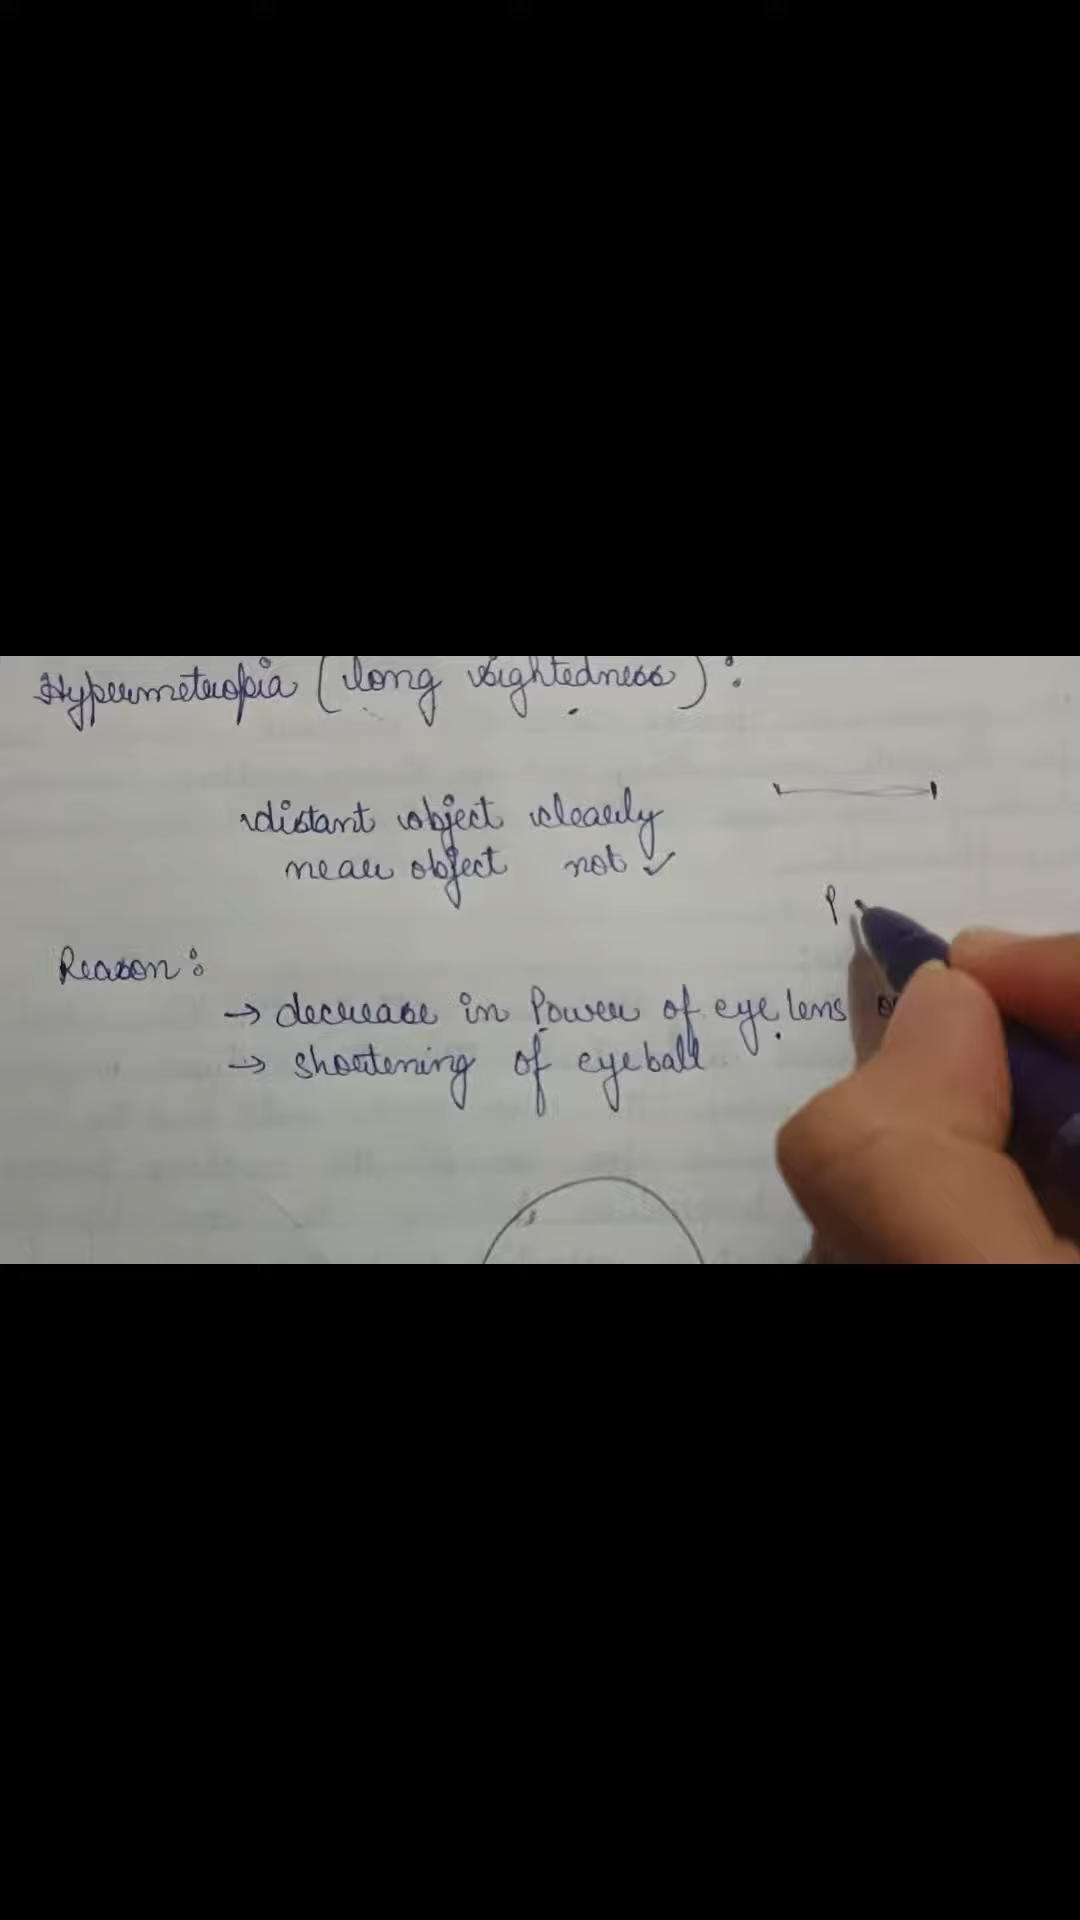 Hypermetropia (long sightedness):
distant object clearly
near object not ✓
P
Reason:
→ decrease in Power of eye lens
→ shortening of eyeball